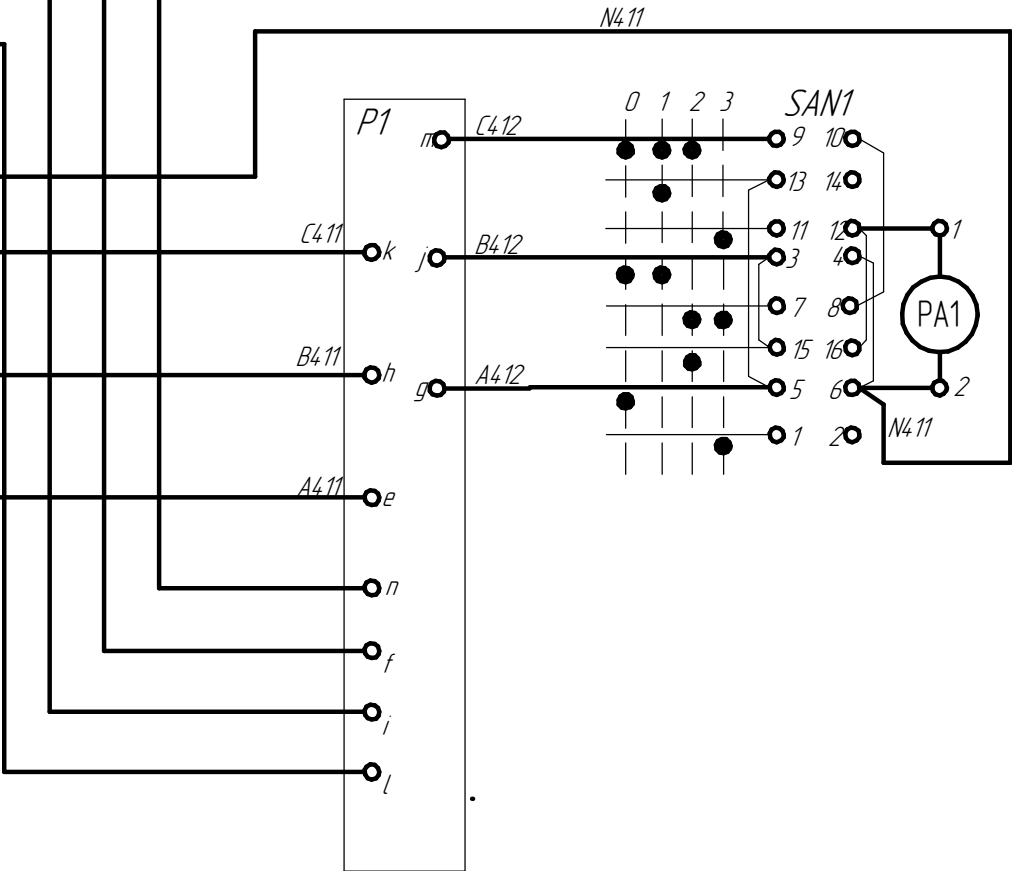 N411
0 1 2 3 SAN1
P1
m C412 9 10
13 14
C411 k j B412 11 12 1
3 4
7 8 PA1
B411 h 15 16
g A412 5 6 2
1 2 N411
A411 e
n
f
i
l